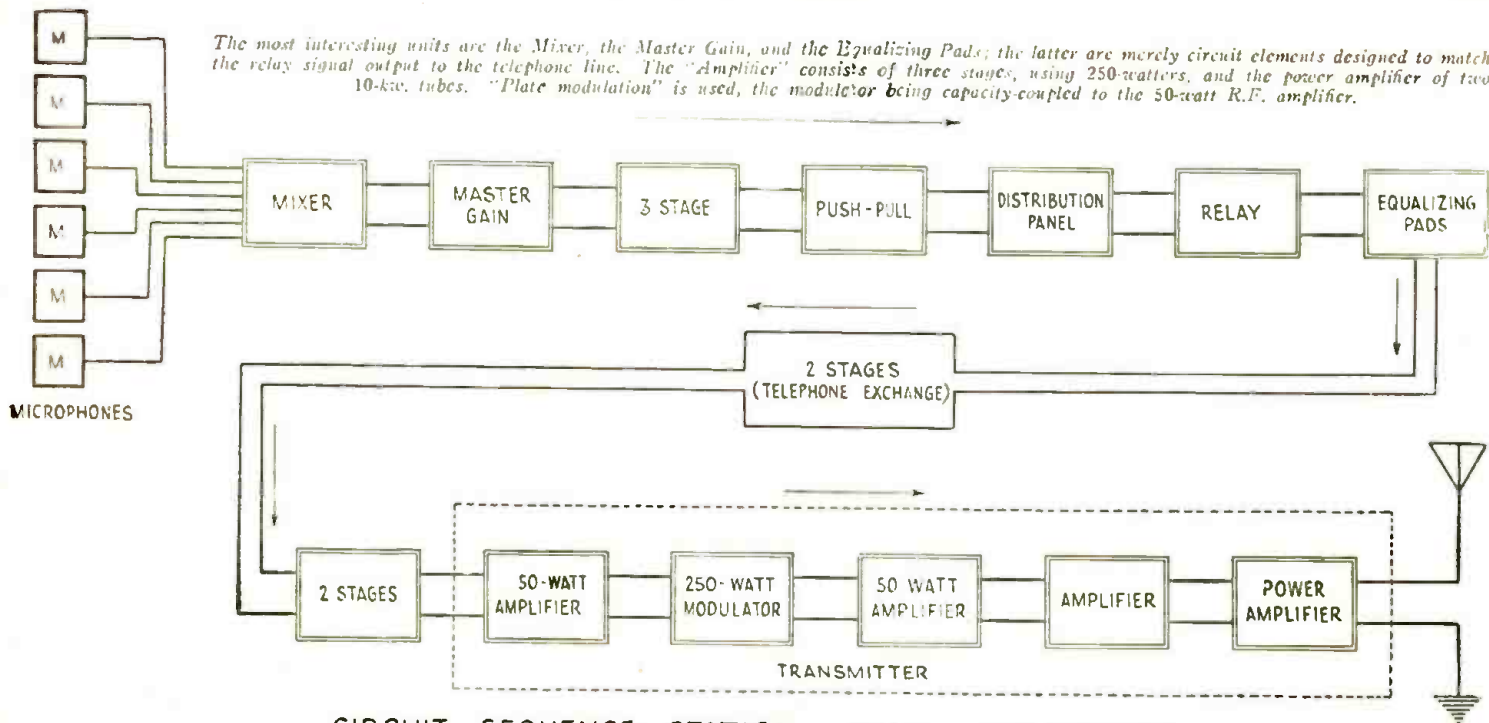 The most interesting units are the Mixer, the Master Gain, and the Equalizing Pads; the latter are merely circuit elements designed to match
the relay signal output to the telephone line. The "Amplifier" consists of three stages, using 250-watters, and the power amplifier of two
10-kw. tubes. "Plate modulation" is used, the modulator being capacity-coupled to the 50-watt R.F. amplifier.
M
M
M
M
M
M
MICROPHONES
MIXER
MASTER
GAIN
3 STAGE
PUSH-PULL
DISTRIBUTION
PANEL
RELAY
EQUALIZING
PADS
2 STAGES
(TELEPHONE EXCHANGE)
2 STAGES
50-WATT
AMPLIFIER
250-WATT
MODULATOR
50 WATT
AMPLIFIER
AMPLIFIER
POWER
AMPLIFIER
TRANSMITTER
CIRCUIT SEQUENCE